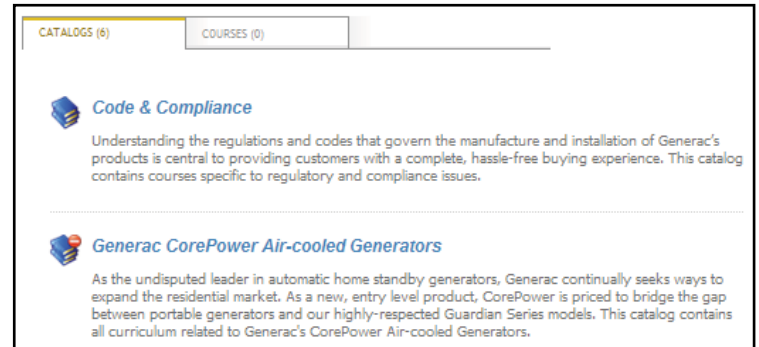 CATALOGS (6)
COURSES (0)
Code & Compliance
Understanding the regulations and codes that govern the manufacture and installation of Generac's
products is central to providing customers with a complete, hassle-free buying experience. This catalog
contains courses specific to regulatory and compliance issues.
Generac CorePower Air-cooled Generators
As the undisputed leader in automatic home standby generators, Generac continually seeks ways to
expand the residential market. As a new, entry level product, CorePower is priced to bridge the gap
between portable generators and our highly-respected Guardian Series models. This catalog contains
all curriculum related to Generac's CorePower Air-cooled Generators.